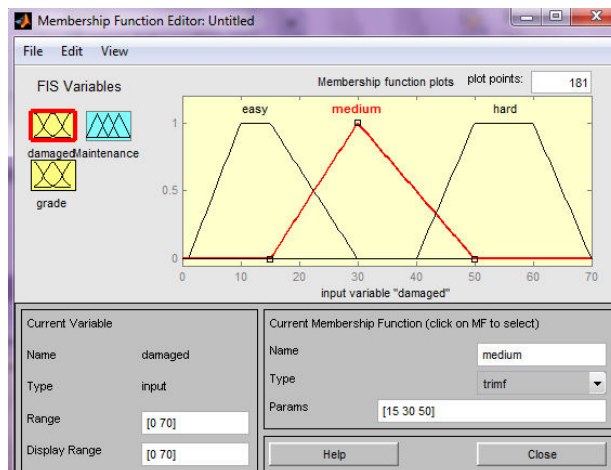 Membership Function Editor: Untitled
File Edit View
FIS Variables
damaged
Maintenance
grade
Membership function plots
plot points:
181
easy
medium
hard
1
0.5
0
0 10 20 30 40 50 60 70
input variable "damaged"
Current Variable
Name damaged
Type input
Range [0 70]
Display Range [0 70]
Current Membership Function (click on MF to select)
Name medium
Type trimf
Params [15 30 50]
Help
Close